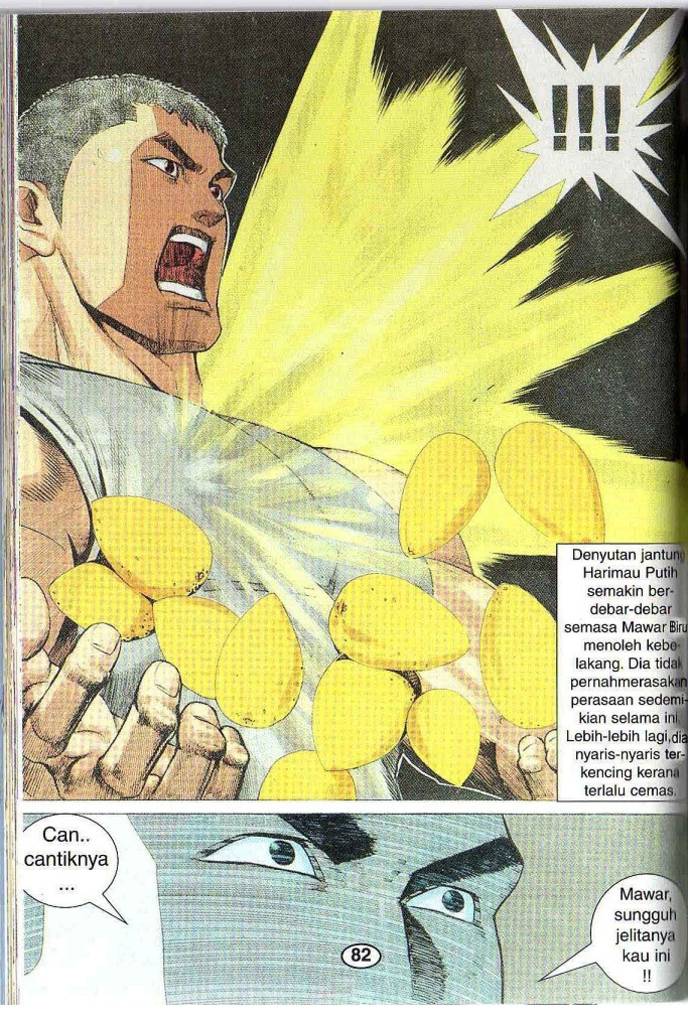 !!!
Denyutan jantung
Harimau Putih
semakin ber-
debar-debar
semasa Mawar Biru
menoleh kebe-
lakang. Dia tidak
pernahmerasakan
perasaan sedemi-
kian selama ini.
Lebih-lebih lagi,dia
nyaris-nyaris ter-
kencing kerana
terlalu cemas.
Can..
cantiknya
...
Mawar,
sungguh
jelitanya
kau ini
!!
82